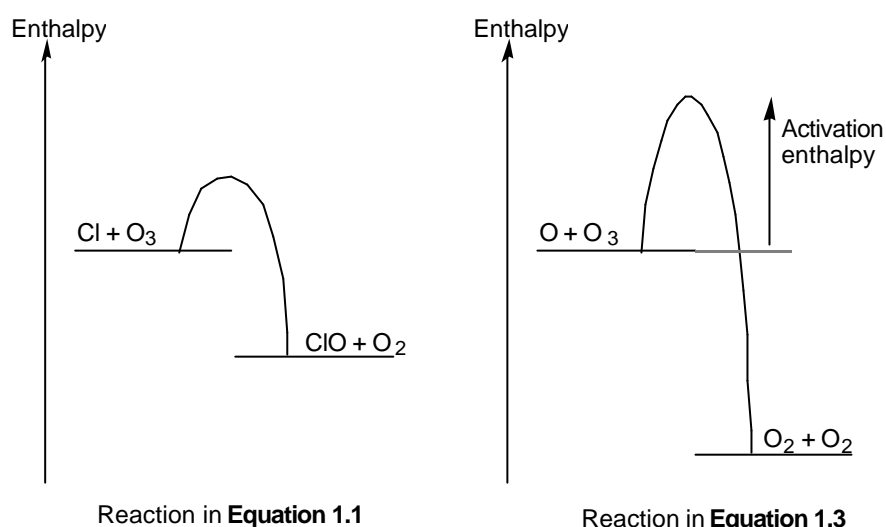 Enthalpy
Cl + O3
ClO + O2
Reaction in Equation 1.1
Enthalpy
Activation
enthalpy
O + O3
O2 + O2
Reaction in Equation 1.3